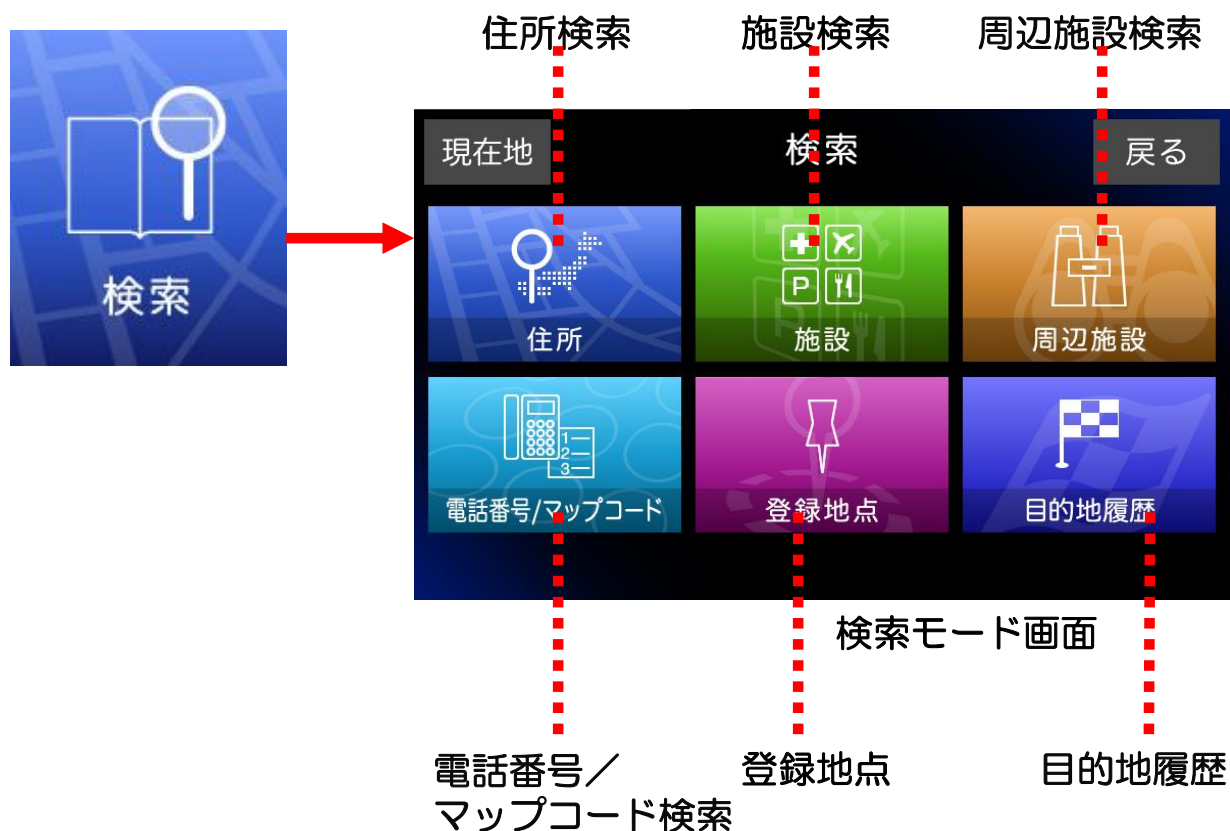 住所検索
施設検索
周辺施設検索
検索
現在地
検索
戻る
住所
施設
周辺施設
P
1
2
3
電話番号/マップコード
登録地点
目的地履歴
検索モード画面
電話番号／
マップコード検索
登録地点
目的地履歴